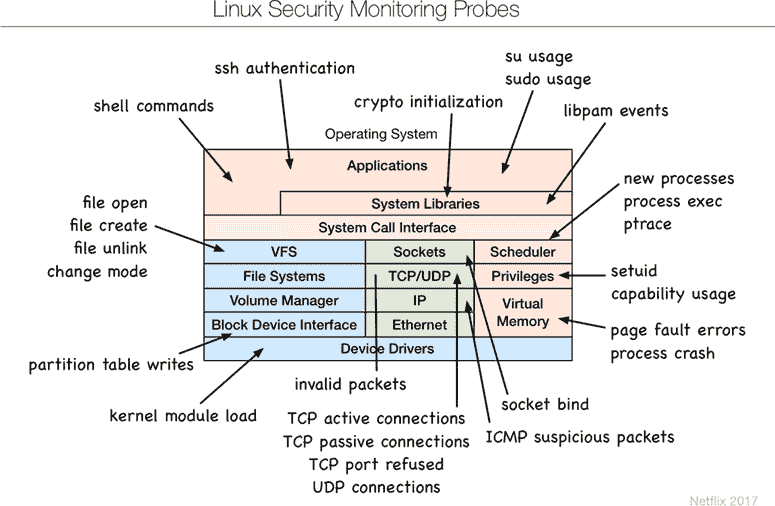 Linux Security Monitoring Probes
su usage
sudo usage
ssh authentication
crypto initialization
shell commands
libpam events
Operating System
Applications
System Libraries
System Call Interface
new processes
process exec
ptrace
file open
file create
file unlink
change mode
VFS
Sockets
Scheduler
File Systems
TCP/UDP
Privileges
setuid
capability usage
Volume Manager
IP
Virtual
Memory
Block Device Interface
Ethernet
page fault errors
process crash
Device Drivers
partition table writes
invalid packets
kernel module load
socket bind
TCP active connections
TCP passive connections
TCP port refused
UDP connections
ICMP suspicious packets
Netflix 2017